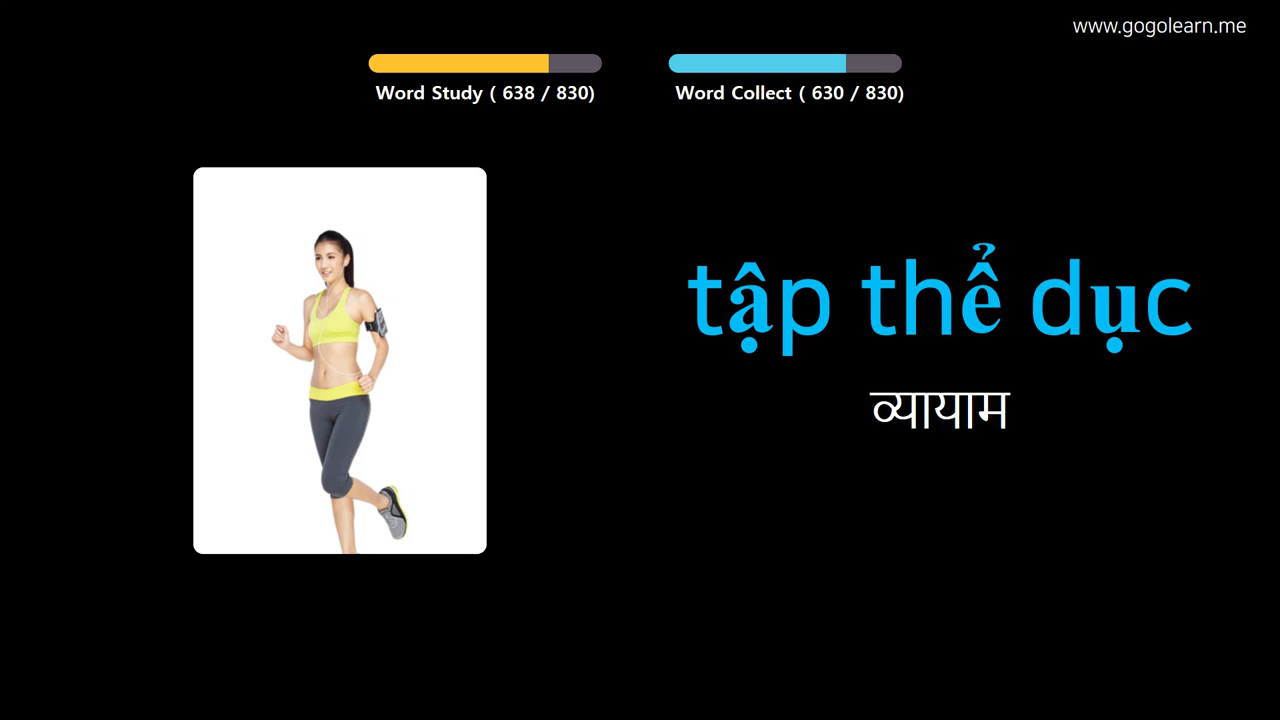 www.gogolearn.me
Word Study ( 638 / 830)
Word Collect ( 630 / 830)
tập thể dục
व्यायाम